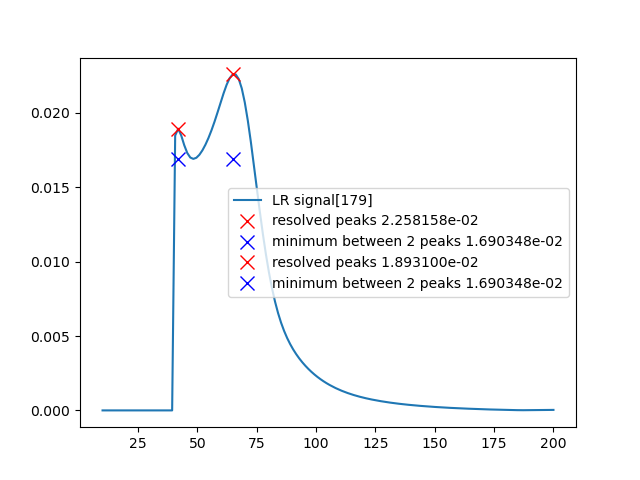 0.020
0.015
0.010
0.005
0.000
LR signal[179]
resolved peaks 2.258158e-02
minimum between 2 peaks 1.690348e-02
resolved peaks 1.893100e-02
minimum between 2 peaks 1.690348e-02
25 50 75 100 125 150 175 200